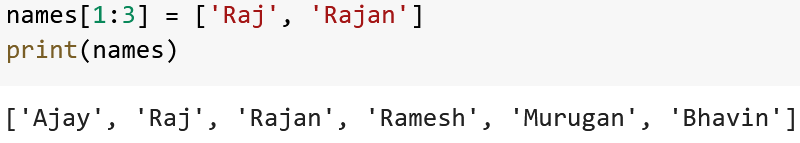 names[1:3] = ['Raj', 'Rajan']
print(names)
['Ajay', 'Raj', 'Rajan', 'Ramesh', 'Murugan', 'Bhavin']